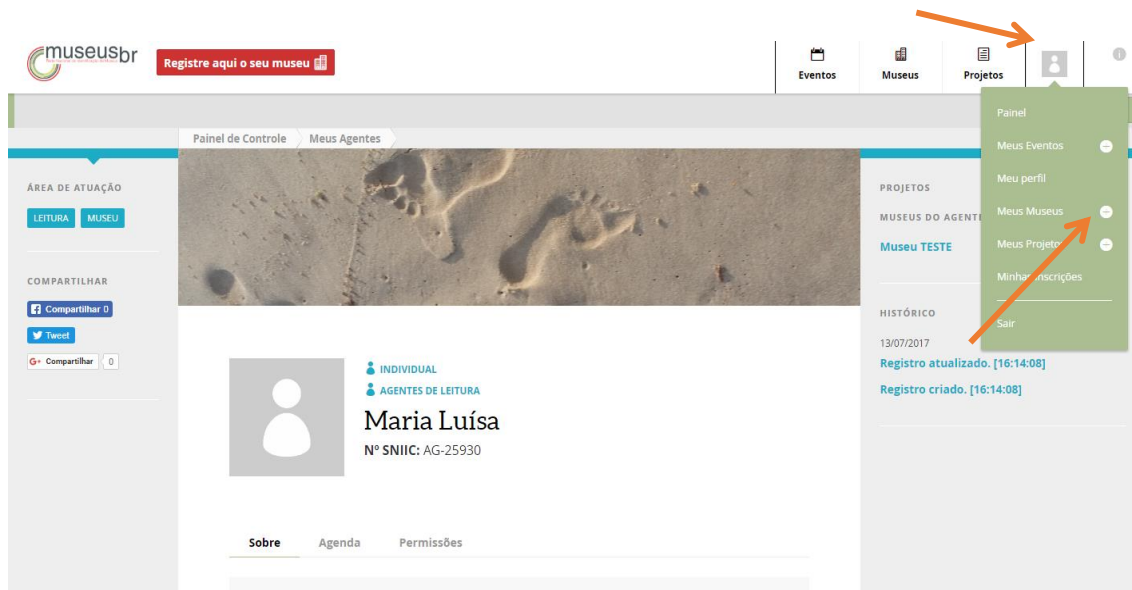 museusbr
Registre aqui o seu museu
Eventos
Museus
Projetos
Painel
Meus Eventos
Meu perfil
Meus Museus
Meus Projetos
Minhas Inscrições
Sair
Painel de Controle
Meus Agentes
ÁREA DE ATUAÇÃO
LEITURA
MUSEU
COMPARTILHAR
Compartilhar 0
Tweet
G+ Compartilhar 0
INDIVIDUAL
AGENTES DE LEITURA
Maria Luísa
Nº SNIIC: AG-25930
Sobre
Agenda
Permissões
PROJETOS
MUSEUS DO AGENTE
Museu TESTE
HISTÓRICO
13/07/2017
Registro atualizado. [16:14:08]
Registro criado. [16:14:08]